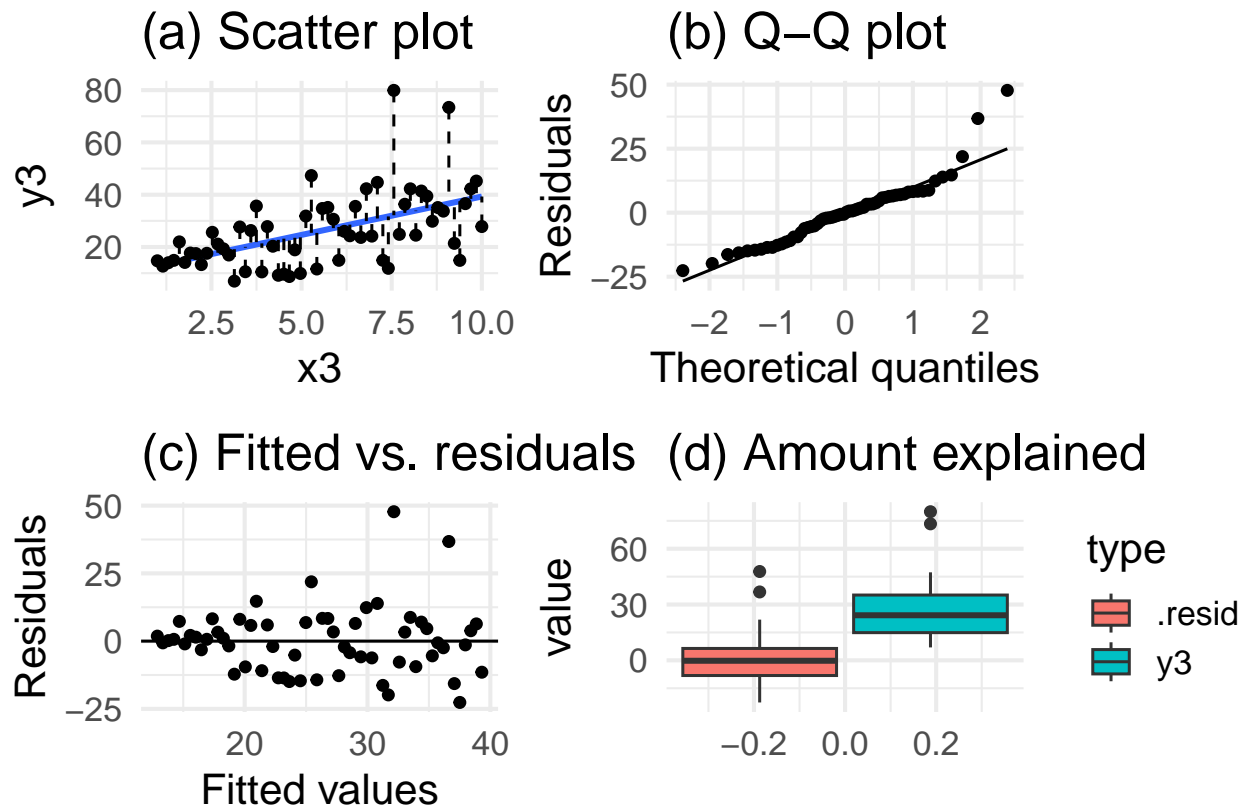 (a) Scatter plot
80
60
40
20
y3
2.5 5.0 7.5 10.0
x3
(b) Q−Q plot
50
25
0
−25
Residuals
−2 −1 0 1 2
Theoretical quantiles
(c) Fitted vs. residuals
50
25
0
−25
Residuals
20 30 40
Fitted values
(d) Amount explained
60
30
0
value
−0.2 0.0 0.2
type
.resid
y3